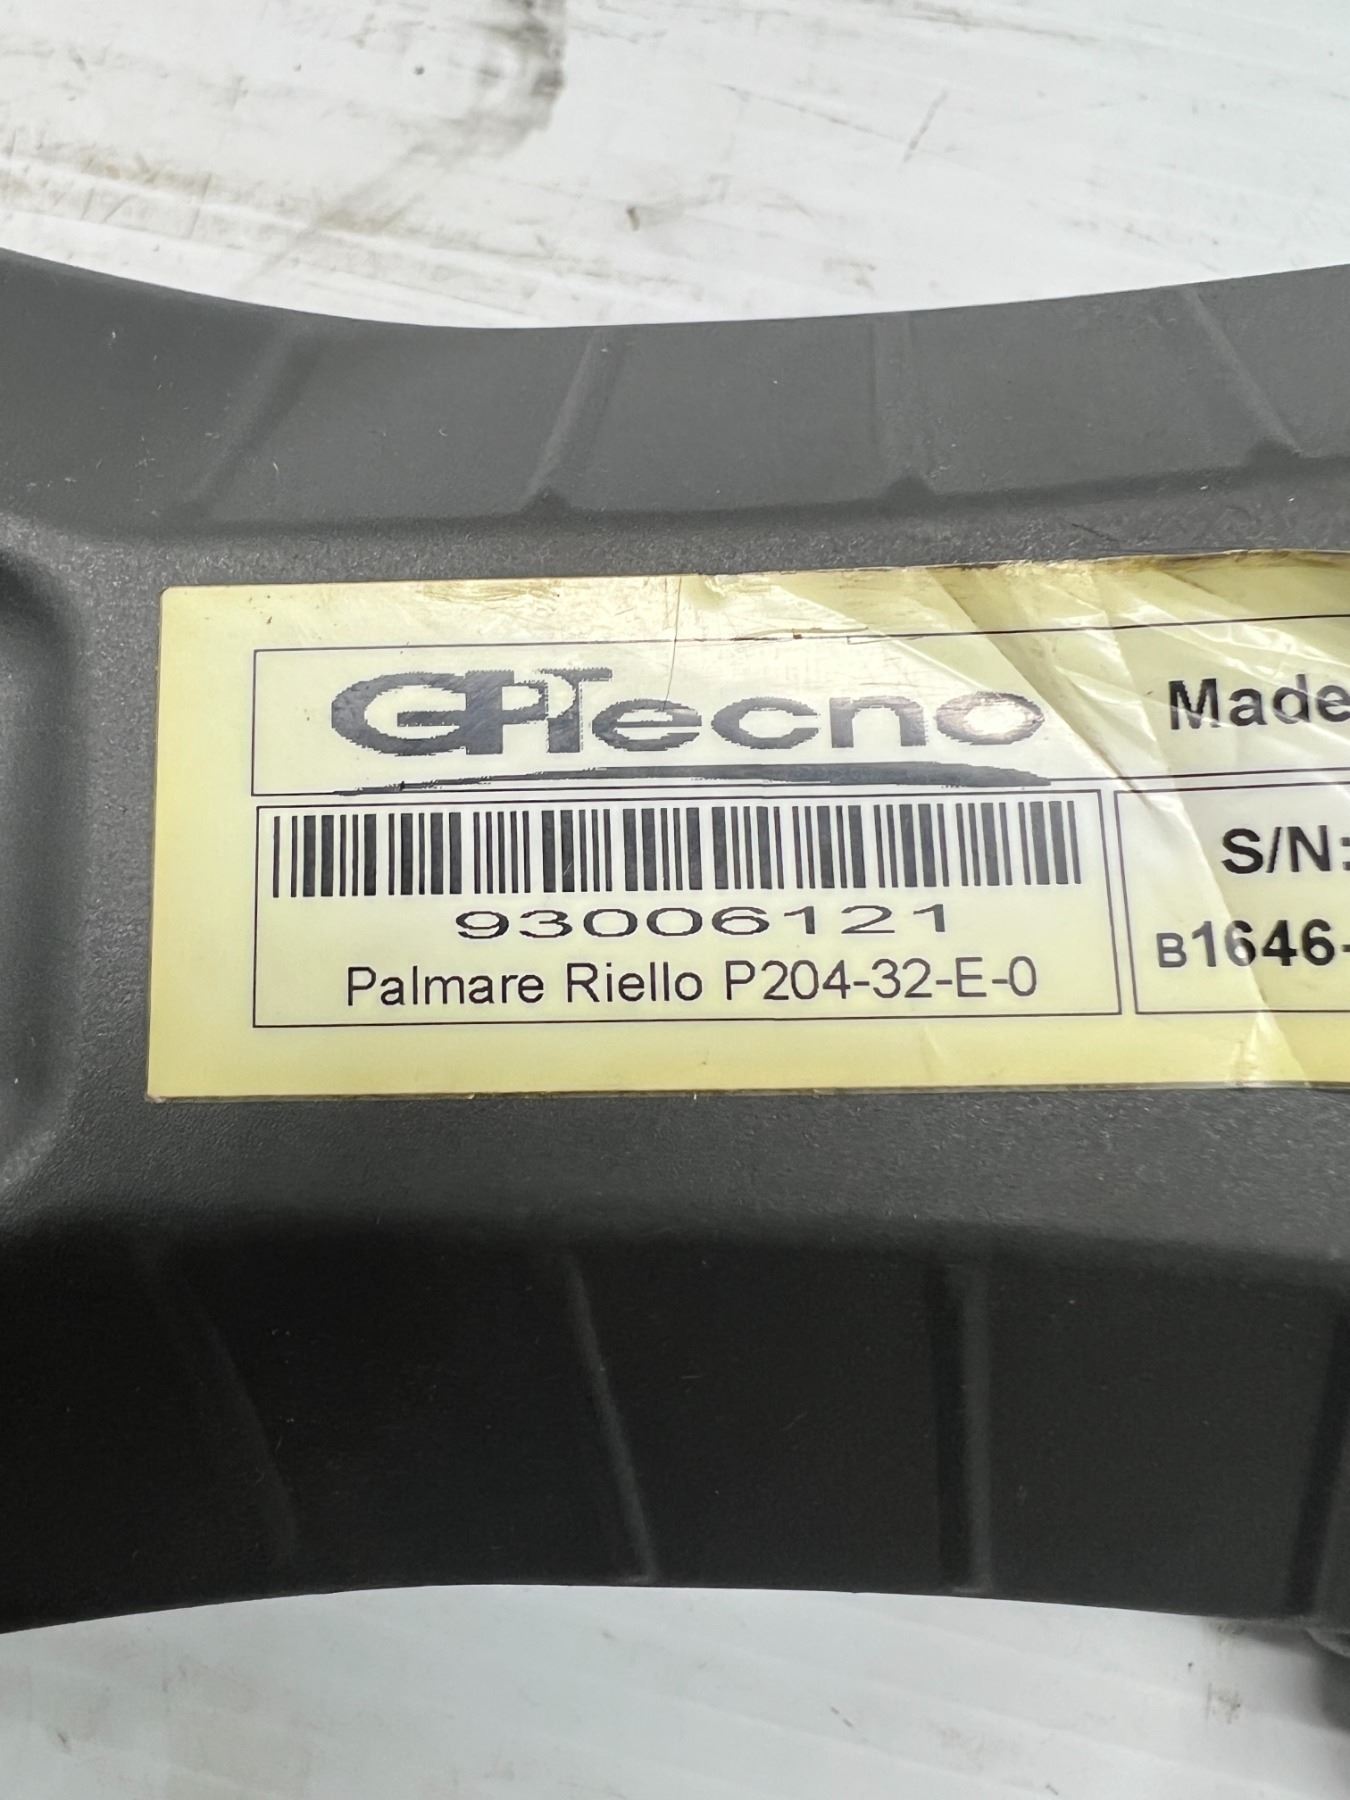 GPTecno
Made
93006121
Palmare Riello P204-32-E-0
S/N:
B1646-